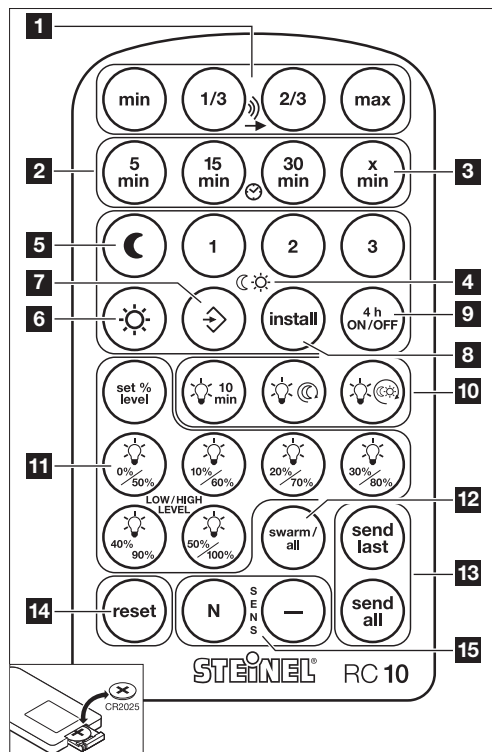 1
min 1/3 2/3 max
2
5 min
15 min
30 min
x min
3
5
1 2 3
7
4
6
install
4 h ON/OFF
9
8
set % level
10 min
10
11
0%/50%
10%/60%
20%/70%
30%/80%
LOW/HIGH
LEVEL
40%/90%
50%/100%
12
swarm/all
send last
13
14
reset
N
SENS
—
send all
15
STEINEL® RC 10
CR2025